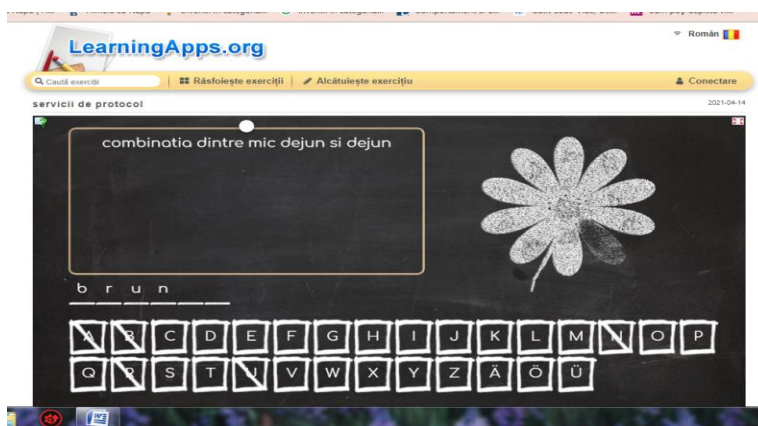 LearningApps.org
Român
Caută exerciții
Răsfoiește exerciții
Alcătuiește exercițiu
Conectare
servicii de protocol
2021-04-14
combinatia dintre mic dejun si dejun
b r u n _ _
A B C D E F G H I J K L M N O P
Q R S T U V W X Y Z Ä Ö Ü